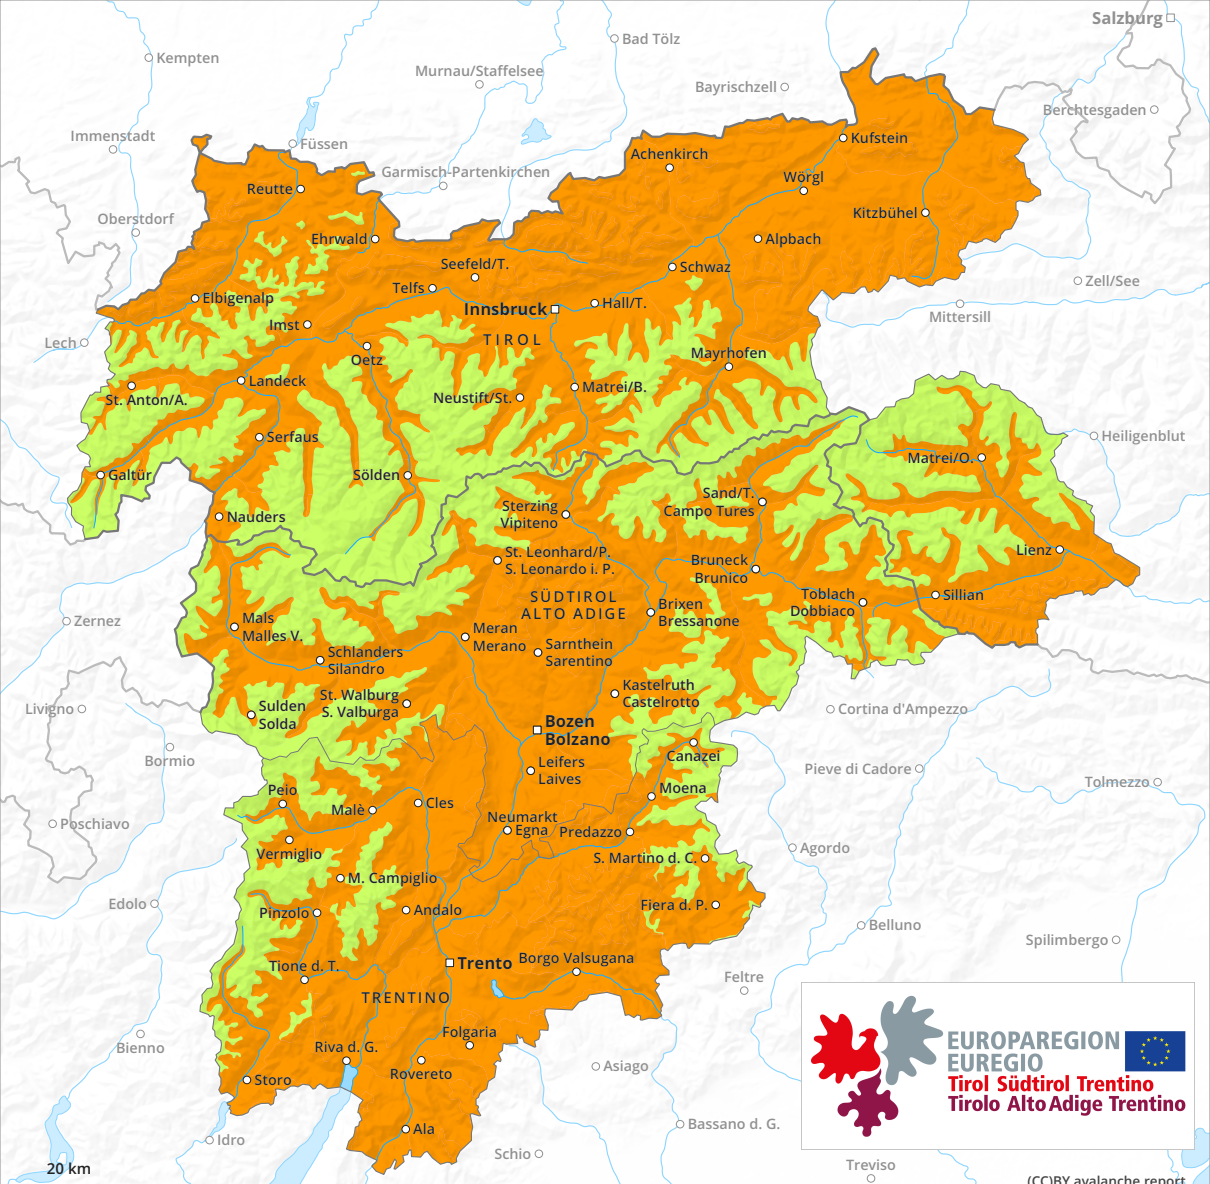 Salzburg
Bad Tölz
Kempten
Murnau/Staffelsee
Bayrischzell
Berchtesgaden
Immenstadt
Füssen
Kufstein
Achenkirch
Garmisch-Partenkirchen
Wörgl
Reutte
Oberstdorf
Kitzbühel
Ehrwald
Alpbach
Seefeld/T.
Schwaz
Zell/See
Telfs
Elbigenalp
Hall/T.
Innsbruck
Mittersill
Imst
TIROL
Lech
Oetz
Mayrhofen
Landeck
Matrei/B.
St. Anton/A.
Neustift/St.
Serfaus
Heiligenblut
Matrei/O.
Galtür
Sölden
Sand/T.
Campo Tures
Sterzing
Vipiteno
Nauders
Lienz
St. Leonhard/P.
S. Leonardo i. P.
Bruneck
Brunico
SÜDTIROL
ALTO ADIGE
Toblach
Dobbiaco
Sillian
Brixen
Bressanone
Zernez
Mals
Malles V.
Meran
Merano
Sarnthein
Sarentino
Schlanders
Silandro
Kastelruth
Castelrotto
St. Walburg
S. Valburga
Sulden
Solda
Livigno
Cortina d'Ampezzo
Bozen
Bolzano
Bormio
Canazei
Leifers
Laives
Pieve di Cadore
Tolmezzo
Peio
Moena
Malè
Cles
Neumarkt
Egna
Predazzo
Poschiavo
Agordo
Vermiglio
S. Martino d. C.
M. Campiglio
Edolo
Pinzolo
Andalo
Fiera d. P.
Belluno
Spilimbergo
Trento
Borgo Valsugana
Tione d. T.
Feltre
TRENTINO
Folgaria
Bienno
Riva d. G.
Asiago
Rovereto
Storo
EUROPAREGION
EUREGIO
Tirol Südtirol Trentino
Tirolo Alto Adige Trentino
Ala
Bassano d. G.
Idro
Schio
20 km
Treviso
(CC)BY avalanche.report